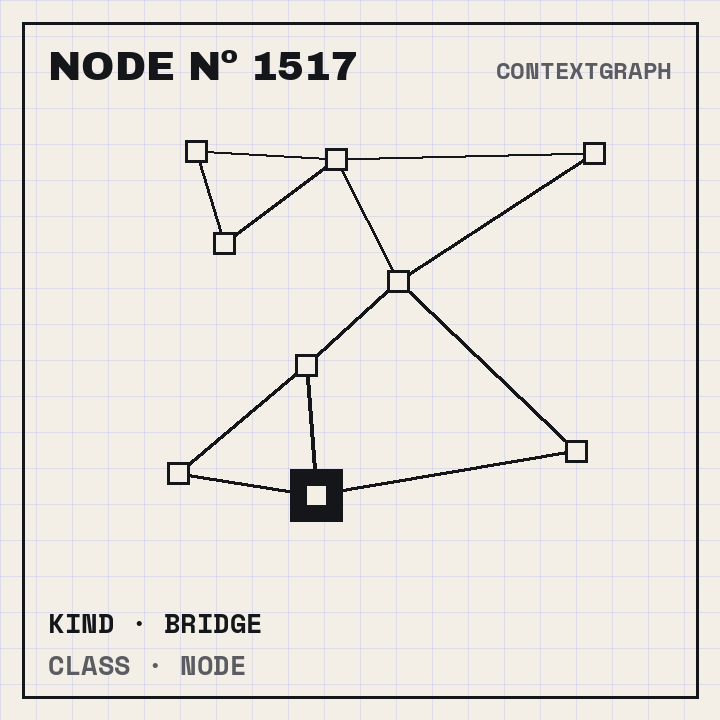 NODE Nº 1517
CONTEXTGRAPH
KIND · BRIDGE
CLASS · NODE